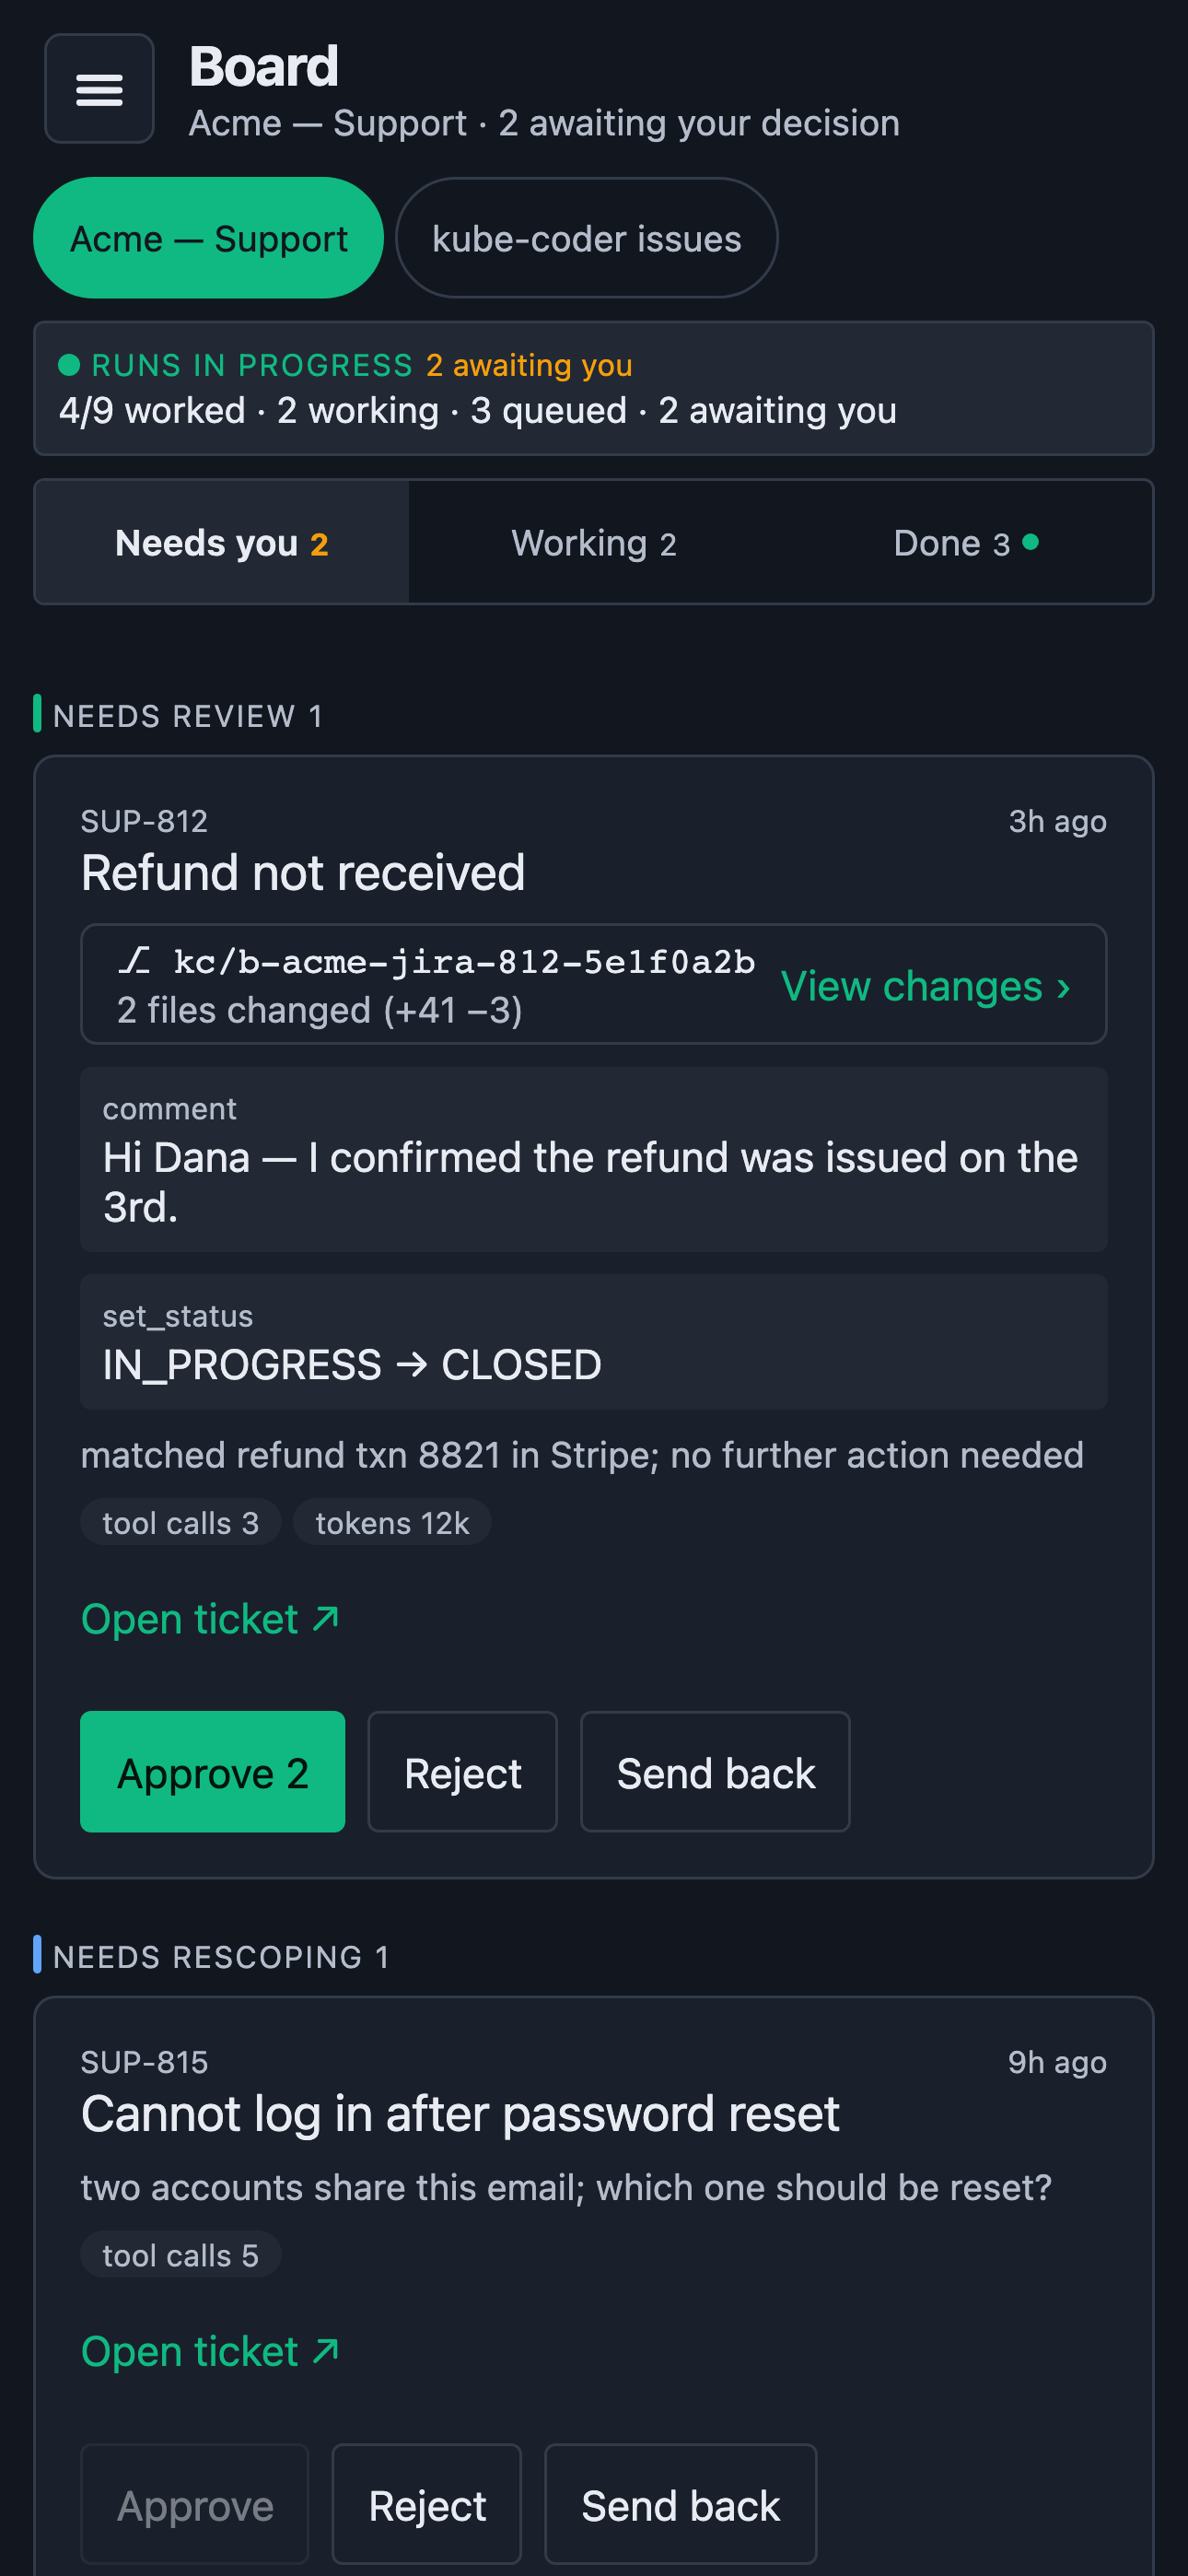 Board
Acme — Support · 2 awaiting your decision
Acme — Support
kube-coder issues
RUNS IN PROGRESS 2 awaiting you
4/9 worked · 2 working · 3 queued · 2 awaiting you
Needs you 2
Working 2
Done 3
NEEDS REVIEW 1
SUP-812
3h ago
Refund not received
kc/b-acme-jira-812-5e1f0a2b
2 files changed (+41 −3)
View changes ›
comment
Hi Dana — I confirmed the refund was issued on the
3rd.
set_status
IN_PROGRESS → CLOSED
matched refund txn 8821 in Stripe; no further action needed
tool calls 3
tokens 12k
Open ticket ↗
Approve 2
Reject
Send back
NEEDS RESCOPING 1
SUP-815
9h ago
Cannot log in after password reset
two accounts share this email; which one should be reset?
tool calls 5
Open ticket ↗
Approve
Reject
Send back